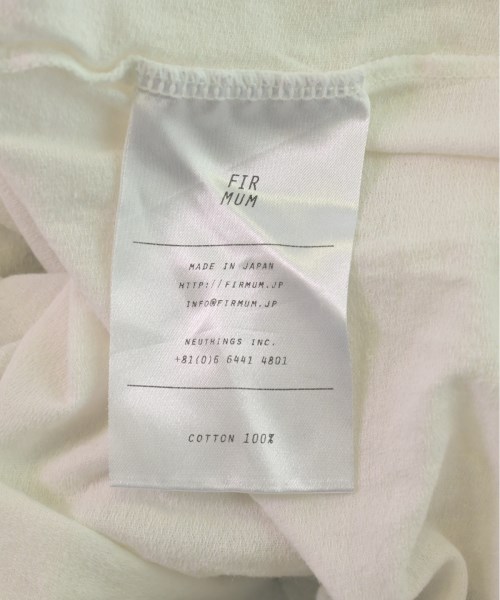 FIR
MUM
MADE IN JAPAN
HTTP://FIRMUM.JP
INFO@FIRMUM.JP
NEUTHINGS INC.
+81(0)6 6441 4801
COTTON 100%